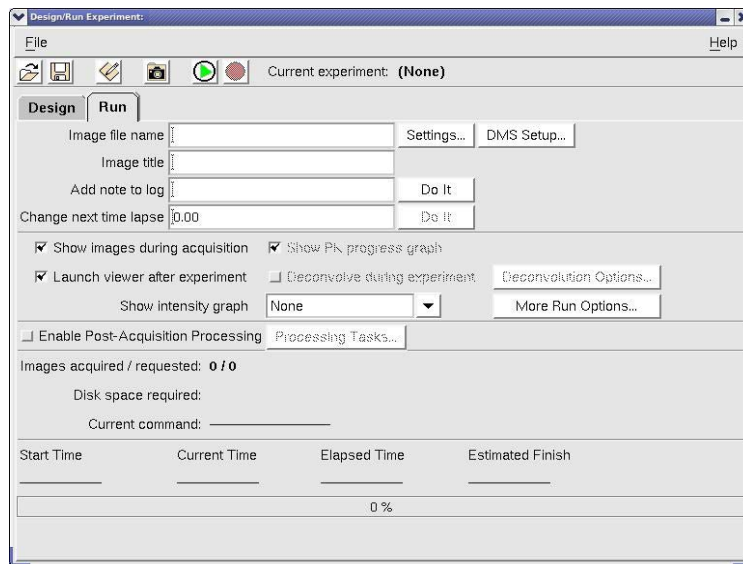 Design/Run Experiment:
File Help
Current experiment: (None)
Design Run
Image file name Settings... DMS Setup...
Image title
Add note to log Do It
Change next time lapse 0.00 Do It
Show images during acquisition Show PK progress graph
Launch viewer after experiment Deconvolve during experiment Deconvolution Options...
Show intensity graph None More Run Options...
Enable Post-Acquisition Processing Processing Tasks...
Images acquired / requested: 0 / 0
Disk space required:
Current command:
Start Time Current Time Elapsed Time Estimated Finish
0 %